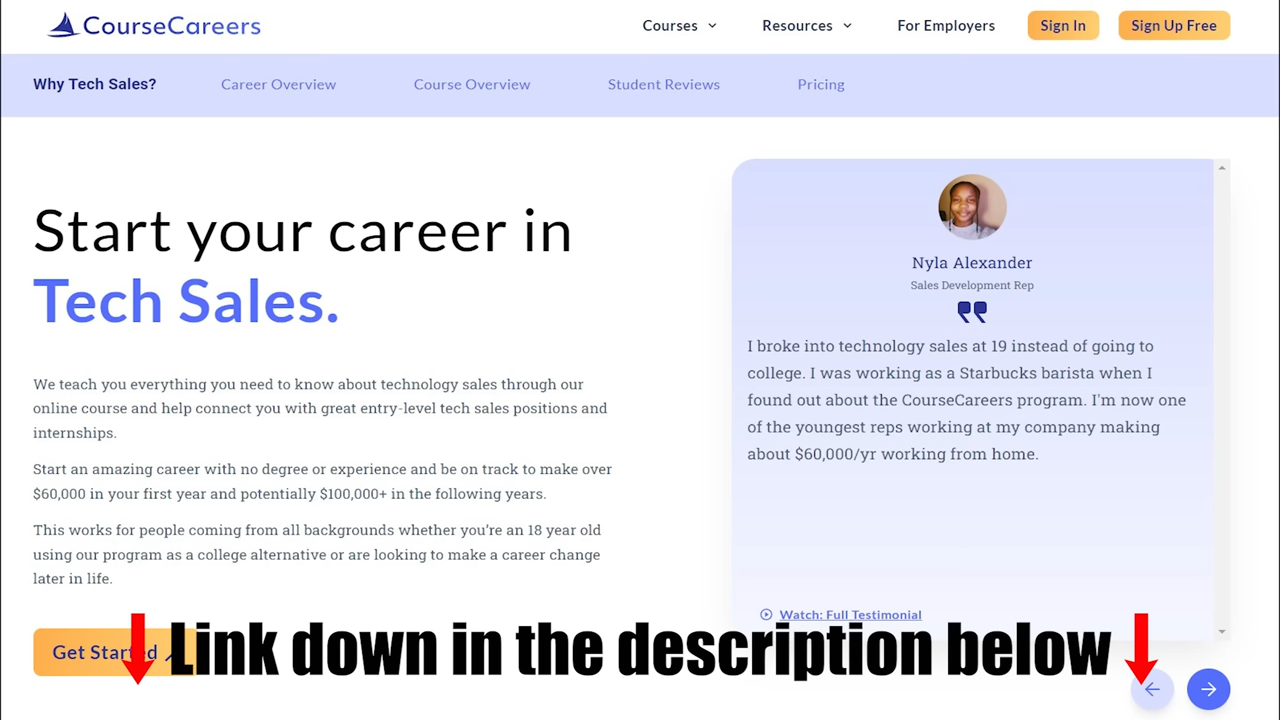 CourseCareers
Courses
Resources
For Employers
Sign In
Sign Up Free
Why Tech Sales?
Career Overview
Course Overview
Student Reviews
Pricing
Start your career in
Tech Sales.
We teach you everything you need to know about technology sales through our
online course and help connect you with great entry-level tech sales positions and
internships.
Start an amazing career with no degree or experience and be on track to make over
$60,000 in your first year and potentially $100,000+ in the following years.
This works for people coming from all backgrounds whether you're an 18 year old
using our program as a college alternative or are looking to make a career change
later in life.
Get Started
Nyla Alexander
Sales Development Rep
I broke into technology sales at 19 instead of going to
college. I was working as a Starbucks barista when I
found out about the CourseCareers program. I'm now one
of the youngest reps working at my company making
about $60,000/yr working from home.
Watch: Full Testimonial
Link down in the description below